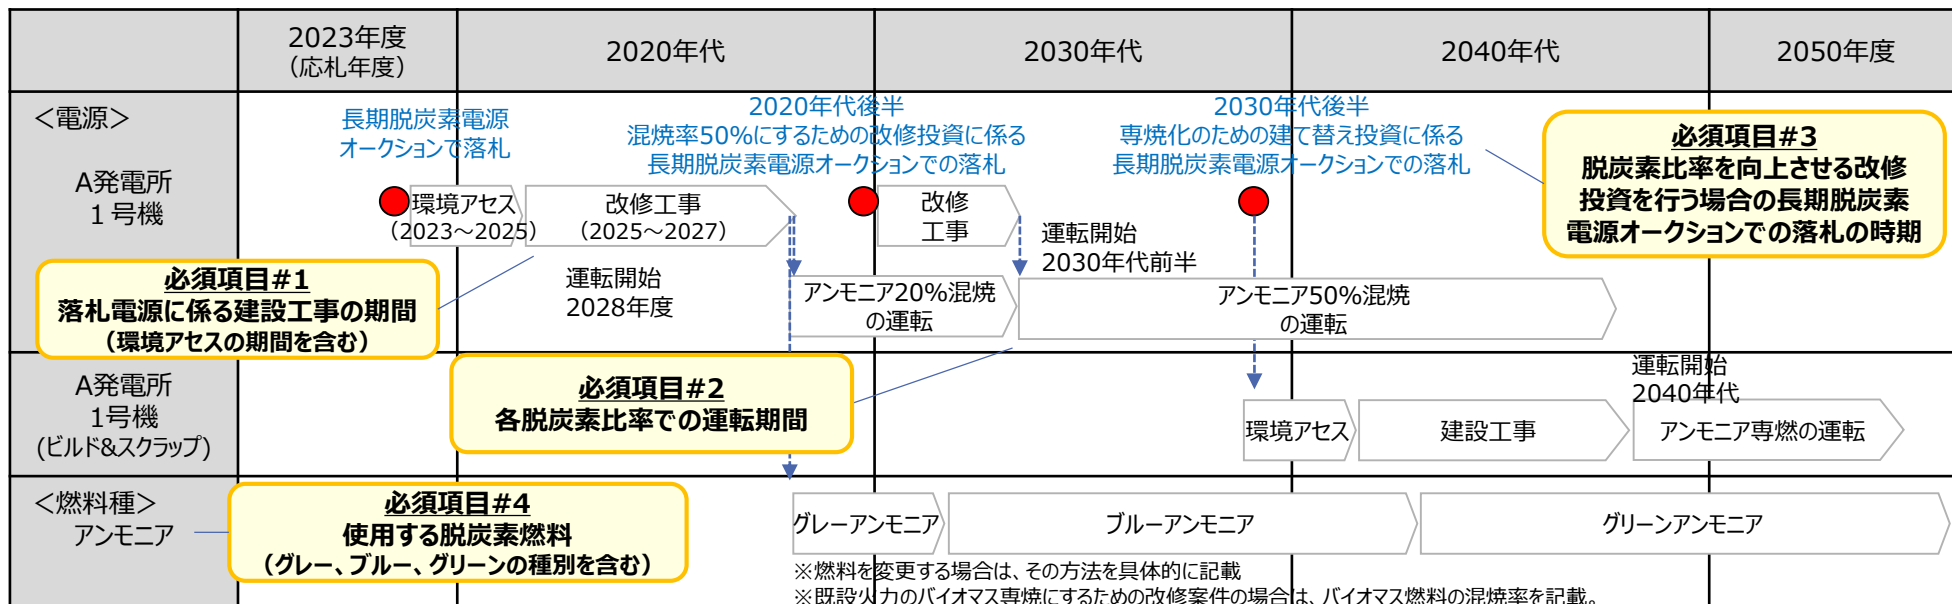 2023年度
（応札年度）
2020年代
2030年代
2040年代
2050年度
＜電源＞
A発電所
１号機
長期脱炭素電源
オークションで落札
2020年代後半
混焼率50%にするための改修投資に係る
長期脱炭素電源オークションでの落札
2030年代後半
専焼化のための建て替え投資に係る
長期脱炭素電源オークションでの落札
必須項目#3
脱炭素比率を向上させる改修
投資を行う場合の長期脱炭素
電源オークションでの落札の時期
環境アセス
（2023～2025）
改修工事
（2025～2027）
改修
工事
運転開始
2030年代前半
必須項目#1
落札電源に係る建設工事の期間
（環境アセスの期間を含む）
運転開始
2028年度
アンモニア20%混焼
の運転
アンモニア50%混焼
の運転
A発電所
1号機
(ビルド&スクラップ)
必須項目#2
各脱炭素比率での運転期間
運転開始
2040年代
環境アセス
建設工事
アンモニア専燃の運転
＜燃料種＞
アンモニア
必須項目#4
使用する脱炭素燃料
（グレー、ブルー、グリーンの種別を含む）
グレーアンモニア
ブルーアンモニア
グリーンアンモニア
※燃料を変更する場合は、その方法を具体的に記載
※既設火力のバイオマス専焼にするための改修案件の場合は、バイオマス燃料の混焼率を記載。